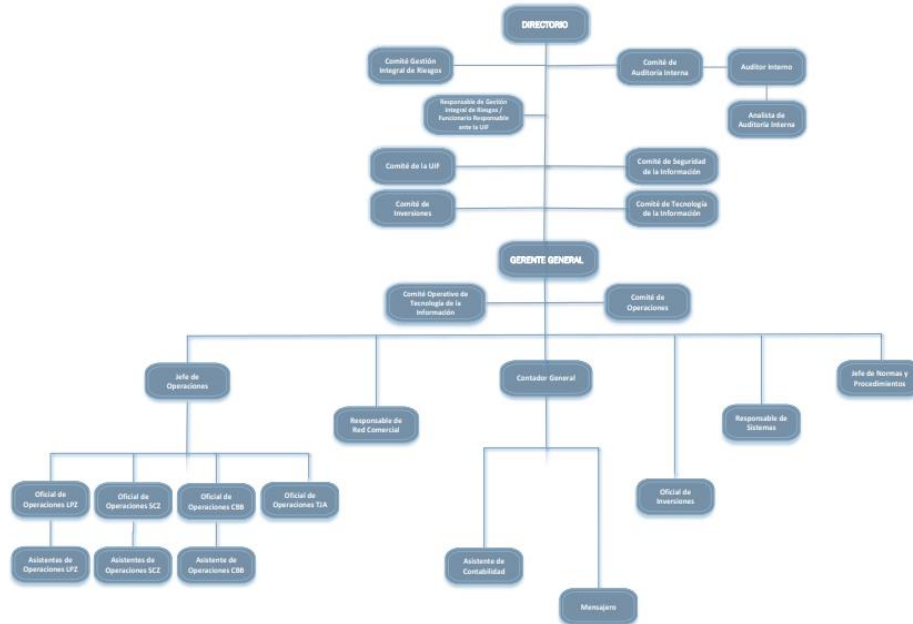 DIRECTORIO
Comité Gestión
Integral de Riesgos
Comité de
Auditoría Interna
Auditor Interno
Responsable de Gestión
Integral de Riesgos /
Funcionario Responsable
ante la UIF
Analista de
Auditoría Interna
Comité de la UIF
Comité de Seguridad
de la Información
Comité de
Inversiones
Comité de Tecnología
de la Información
GERENTE GENERAL
Comité Operativo de
Tecnología de la
Información
Comité de
Operaciones
Jefe de
Operaciones
Contador General
Jefe de Normas y
Procedimientos
Responsable de
Red Comercial
Responsable de
Sistemas
Oficial de
Operaciones LPZ
Oficial de
Operaciones SCZ
Oficial de
Operaciones CBB
Oficial de
Operaciones TJA
Oficial de
Inversiones
Asistentes de
Operaciones LPZ
Asistentes de
Operaciones SCZ
Asistente de
Operaciones CBB
Asistente de
Contabilidad
Mensajero